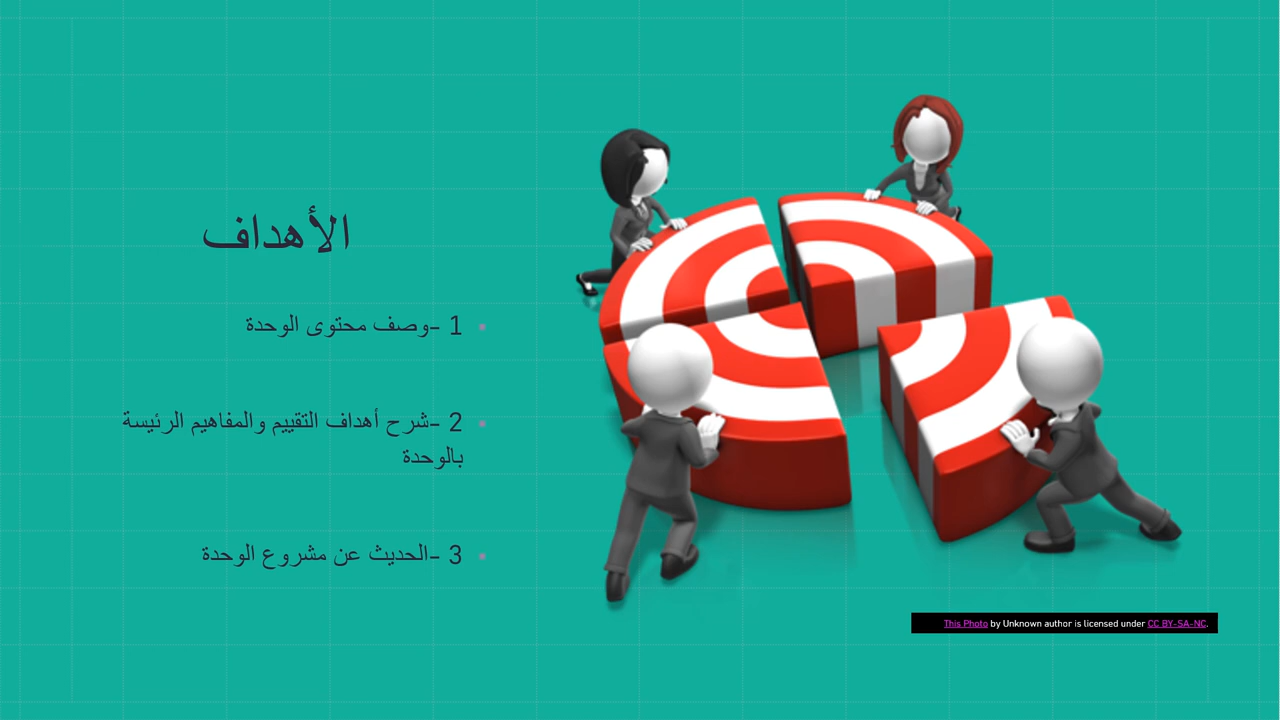 الأهداف
1 -وصف محتوى الوحدة
2 -شرح أهداف التقييم والمفاهيم الرئيسة
بالوحدة
3 -الحديث عن مشروع الوحدة
This Photo by Unknown author is licensed under CC BY-SA-NC.